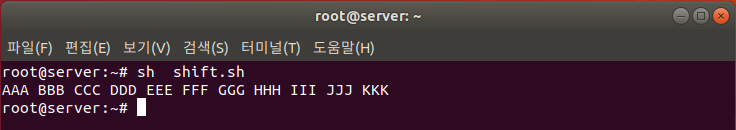 root@server: ~
파일(F) 편집(E) 보기(V) 검색(S) 터미널(T) 도움말(H)
root@server:~# sh  shift.sh
AAA BBB CCC DDD EEE FFF GGG HHH III JJJ KKK
root@server:~#